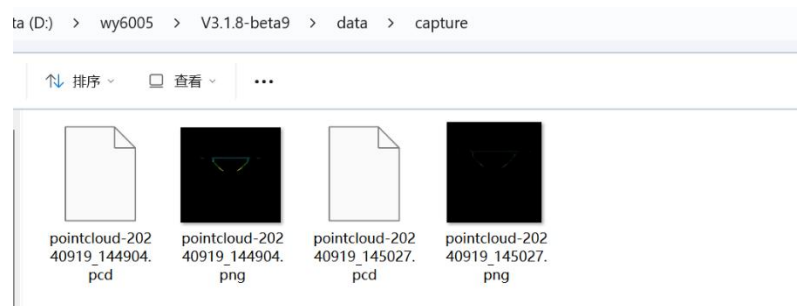 ta (D:) > wy6005 > V3.1.8-beta9 > data > capture
排序 查看 ...
pointcloud-202
40919_144904.
pcd
pointcloud-202
40919_144904.
png
pointcloud-202
40919_145027.
pcd
pointcloud-202
40919_145027.
png